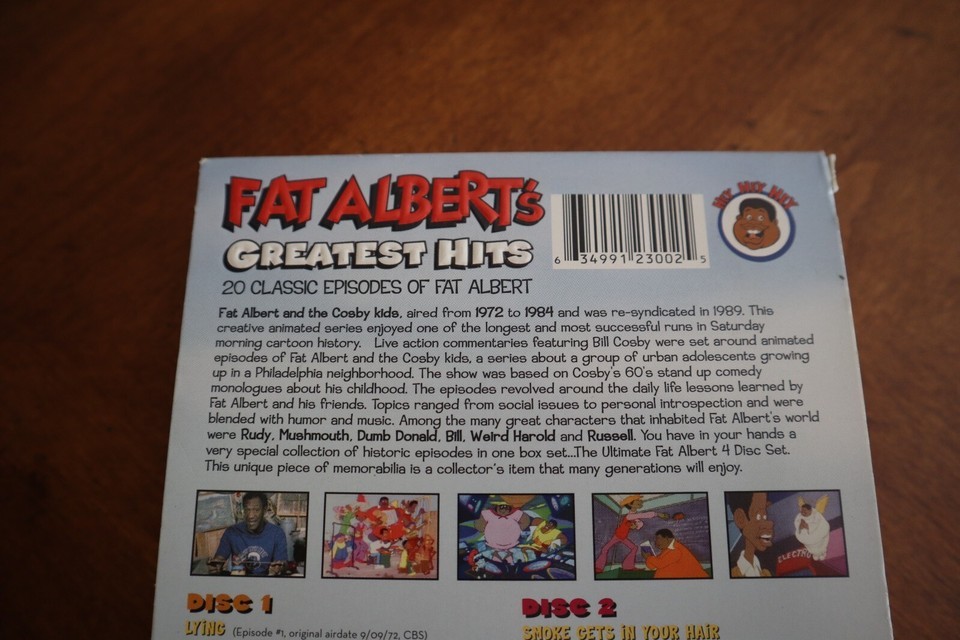 FAT ALBERT's
GREATEST HITS
6 34991 23002 5
HEY HEY HEY
20 CLASSIC EPISODES OF FAT ALBERT
Fat Albert and the Cosby kids, aired from 1972 to 1984 and was re-syndicated in 1989. This
creative animated series enjoyed one of the longest and most successful runs in Saturday
morning cartoon history. Live action commentaries featuring Bill Cosby were set around animated
episodes of Fat Albert and the Cosby kids, a series about a group of urban adolescents growing
up in a Philadelphia neighborhood. The show was based on Cosby's 60's stand up comedy
monologues about his childhood. The episodes revolved around the daily life lessons learned by
Fat Albert and his friends. Topics ranged from social issues to personal introspection and were
blended with humor and music. Among the many great characters that inhabited Fat Albert's world
were Rudy, Mushmouth, Dumb Donald, Bill, Weird Harold and Russell. You have in your hands a
very special collection of historic episodes in one box set...The Ultimate Fat Albert 4 Disc Set.
This unique piece of memorabilia is a collector's item that many generations will enjoy.
ELECTRO
DISC 1
LYING (Episode #1, original airdate 9/09/72, CBS)
DISC 2
SMOKE GETS IN YOUR HAIR